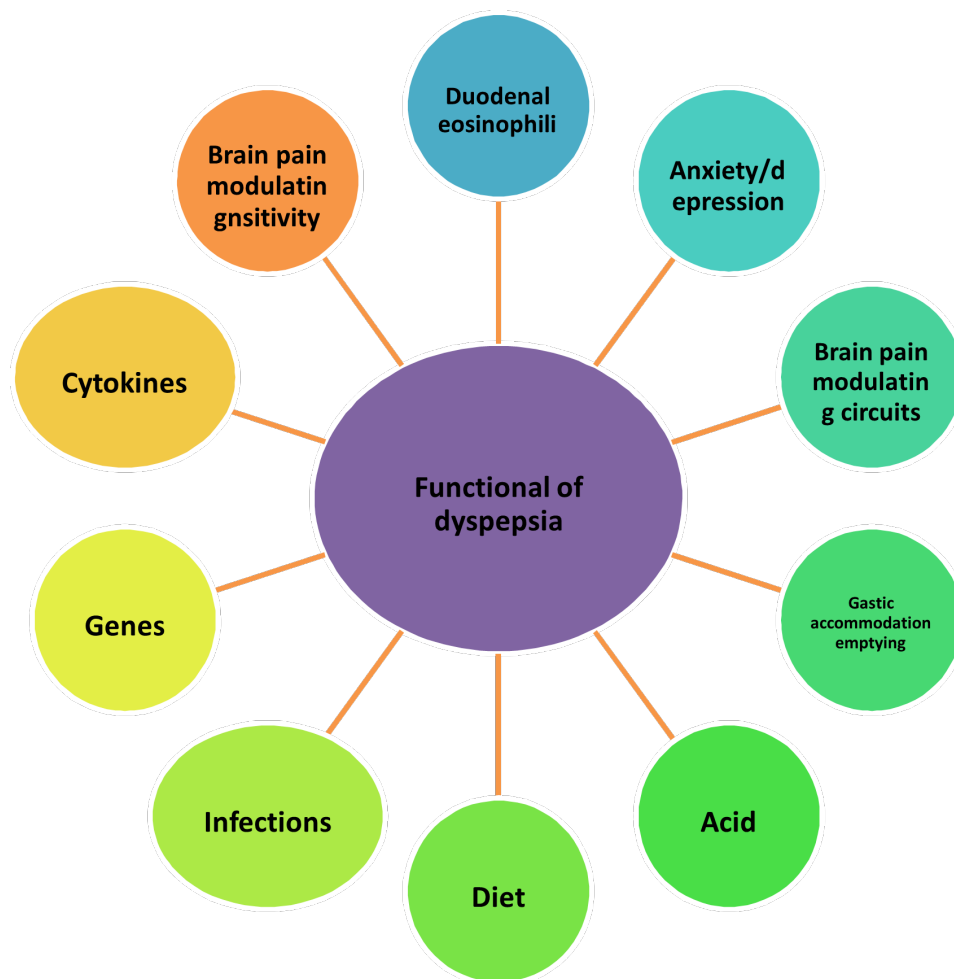 Duodenal
eosinophili
Anxiety/d
epression
Brain pain
modulatin
g circuits
Gastic
accommodation
emptying
Acid
Diet
Infections
Genes
Cytokines
Brain pain
modulatin
gnsitivity
Functional of
dyspepsia